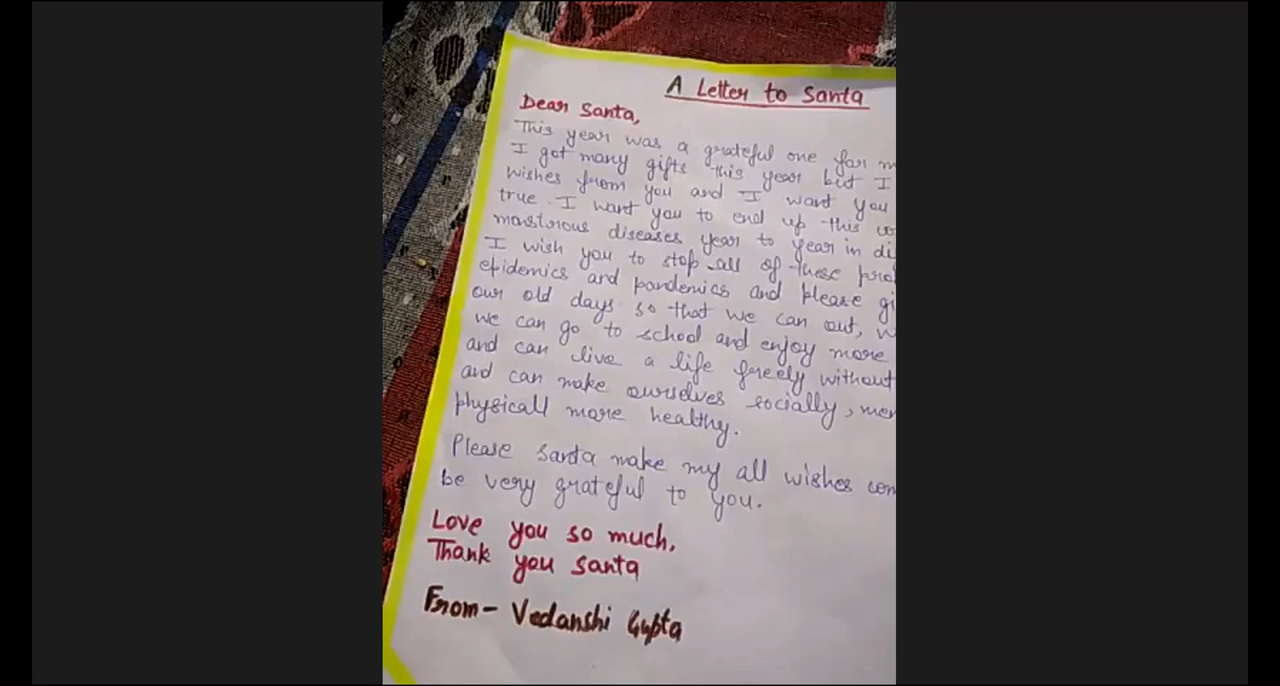 A Letter to Santa
Dear Santa,
This year was a grateful one for
I got many gifts this year but I
wishes from you and I want you
true. I want you to end up this
monstrous diseases year to year in
I wish you to stop all of these
epidemics and pandemics and please
our old days so that we can out,
we can go to school and enjoy more
and can live a life freely without
and can make ourselves socially,
physicall more healthy.
Please Santa make my all wishes
be very grateful to you.
Love you so much,
Thank you Santa
From- Vedanshi Gupta